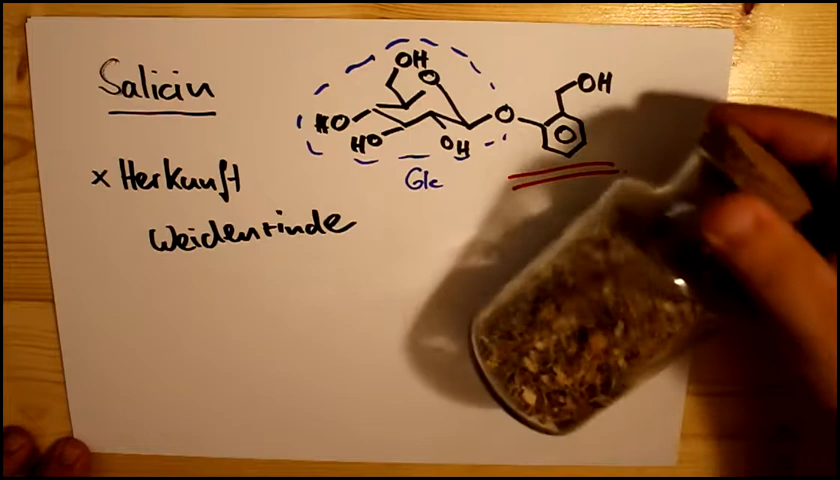 Salicin
OH
O
HO
HO
OH
O
OH
Glc
x Herkunft
Weidenrinde